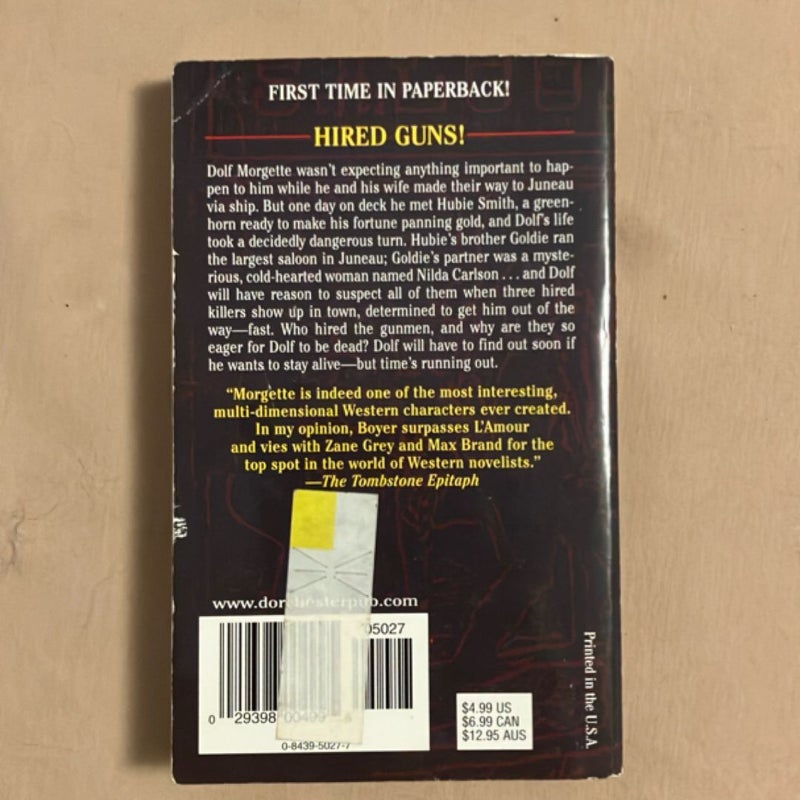 FIRST TIME IN PAPERBACK!
HIRED GUNS!
Dolf Morgette wasn't expecting anything important to hap-
pen to him while he and his wife made their way to Juneau
via ship. But one day on deck he met Hubie Smith, a green-
horn ready to make his fortune panning gold, and Dolf's life
took a decidedly dangerous turn. Hubie's brother Goldie ran
the largest saloon in Juneau; Goldie's partner was a myste-
rious, cold-hearted woman named Nilda Carlson . . . and Dolf
will have reason to suspect all of them when three hired
killers show up in town, determined to get him out of the
way—fast. Who hired the gunmen, and why are they so
eager for Dolf to be dead? Dolf will have to find out soon if
he wants to stay alive—but time's running out.
"Morgette is indeed one of the most interesting,
multi-dimensional Western characters ever created.
In my opinion, Boyer surpasses L'Amour
and vies with Zane Grey and Max Brand for the
top spot in the world of Western novelists."
—The Tombstone Epitaph
www.dorchesterpub.com
05027
0 29398 00499
0-8439-5027-7
$4.99 US
$6.99 CAN
$12.95 AUS
Printed in the U.S.A.